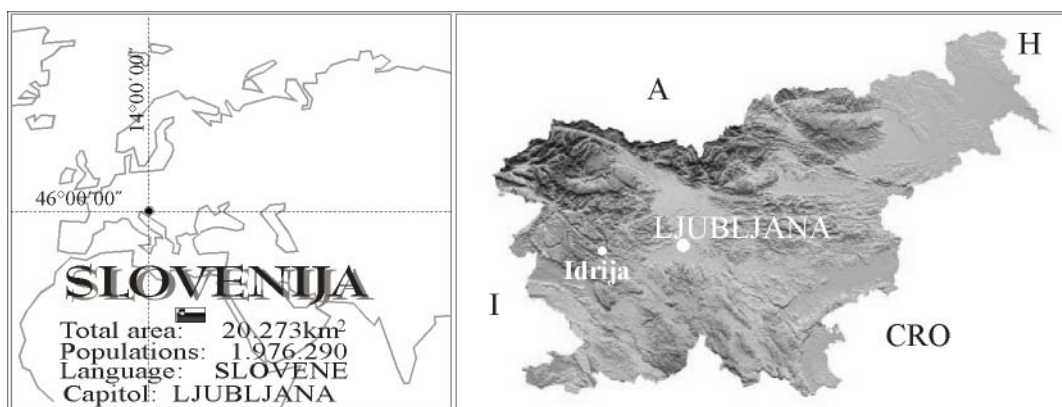 14°00′00″
46°00′00″
SLOVENIJA
Total area: 20.273km²
Populations: 1.976.290
Language: SLOVENE
Capitol: LJUBLJANA
H
A
LJUBLJANA
Idrija
I
CRO